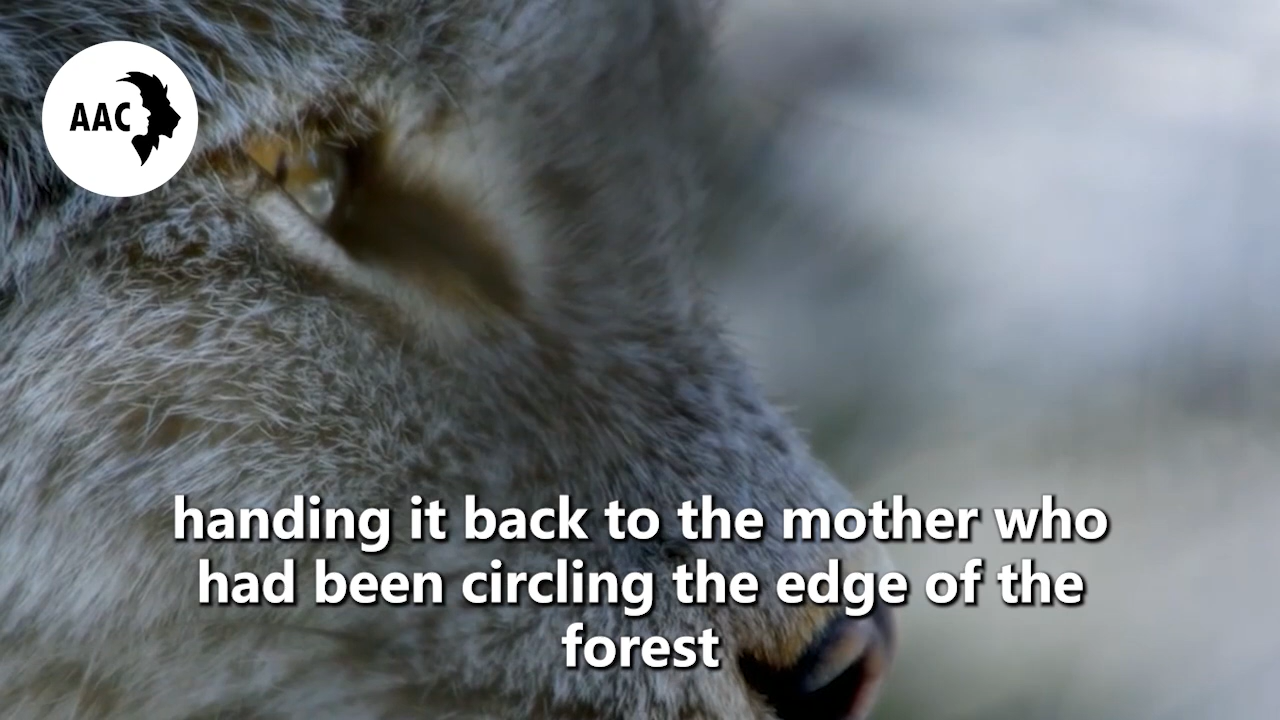 AAC
handing it back to the mother who
had been circling the edge of the
forest